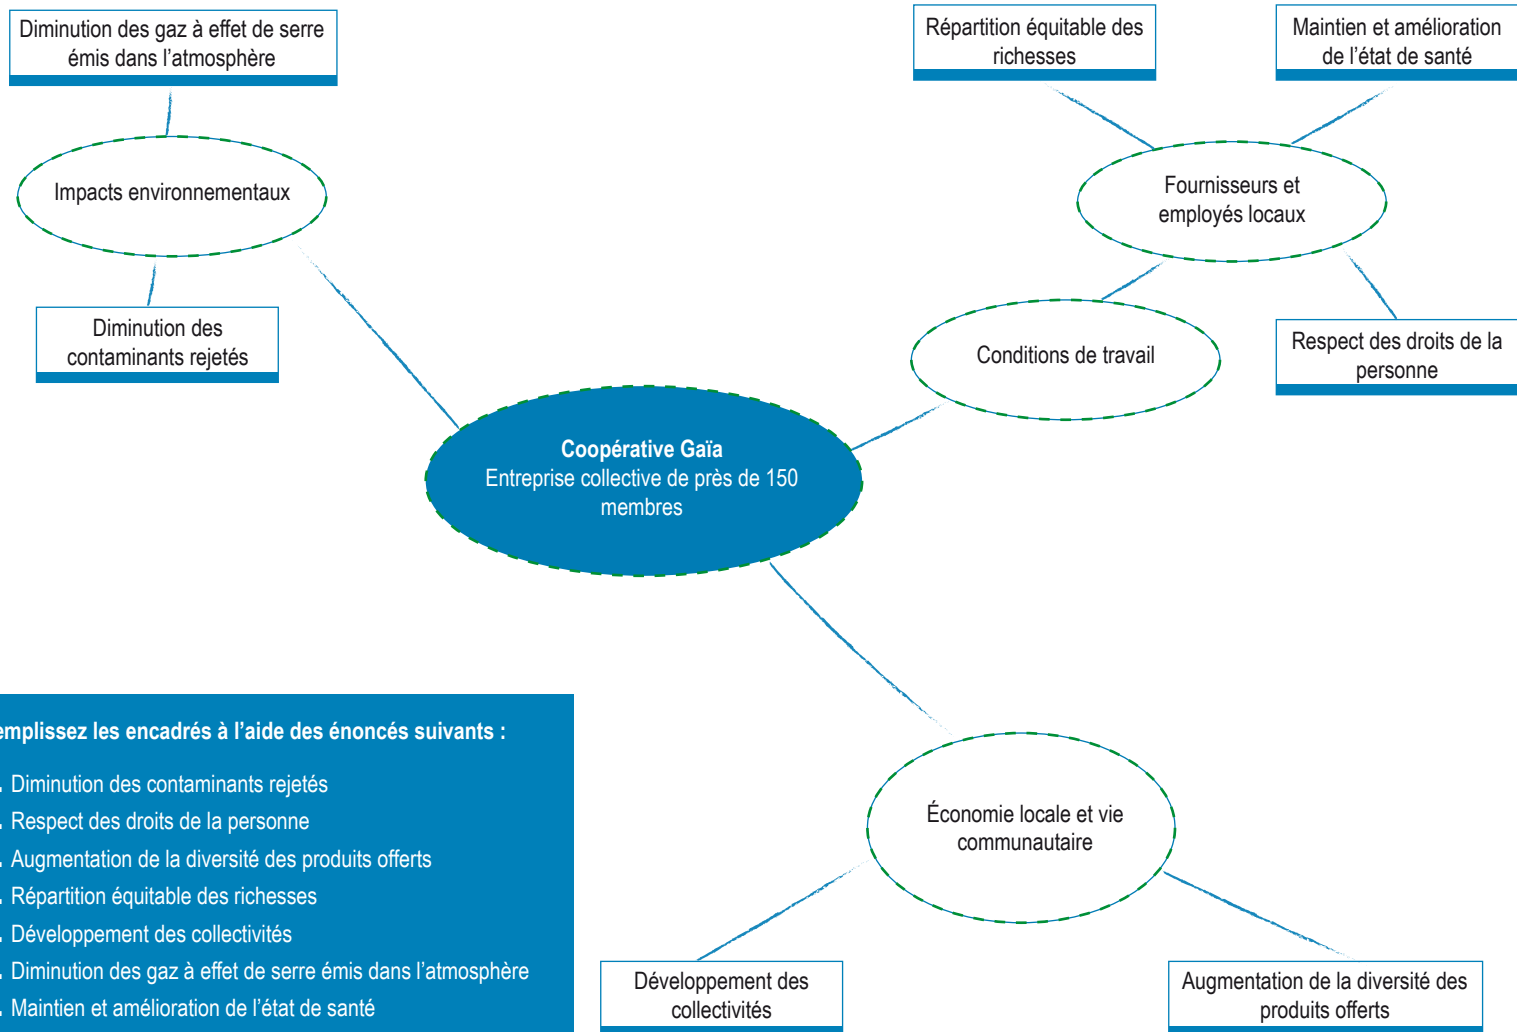 Diminution des gaz à effet de serre
émis dans l'atmosphère
Répartition équitable des
richesses
Maintien et amélioration
de l'état de santé
Impacts environnementaux
Fournisseurs et
employés locaux
Diminution des
contaminants rejetés
Conditions de travail
Respect des droits de la
personne
Coopérative Gaïa
Entreprise collective de près de 150
membres
emplissez les encadrés à l'aide des énoncés suivants :
. Diminution des contaminants rejetés
. Respect des droits de la personne
. Augmentation de la diversité des produits offerts
. Répartition équitable des richesses
. Développement des collectivités
. Diminution des gaz à effet de serre émis dans l'atmosphère
. Maintien et amélioration de l'état de santé
Économie locale et vie
communautaire
Développement des
collectivités
Augmentation de la diversité des
produits offerts